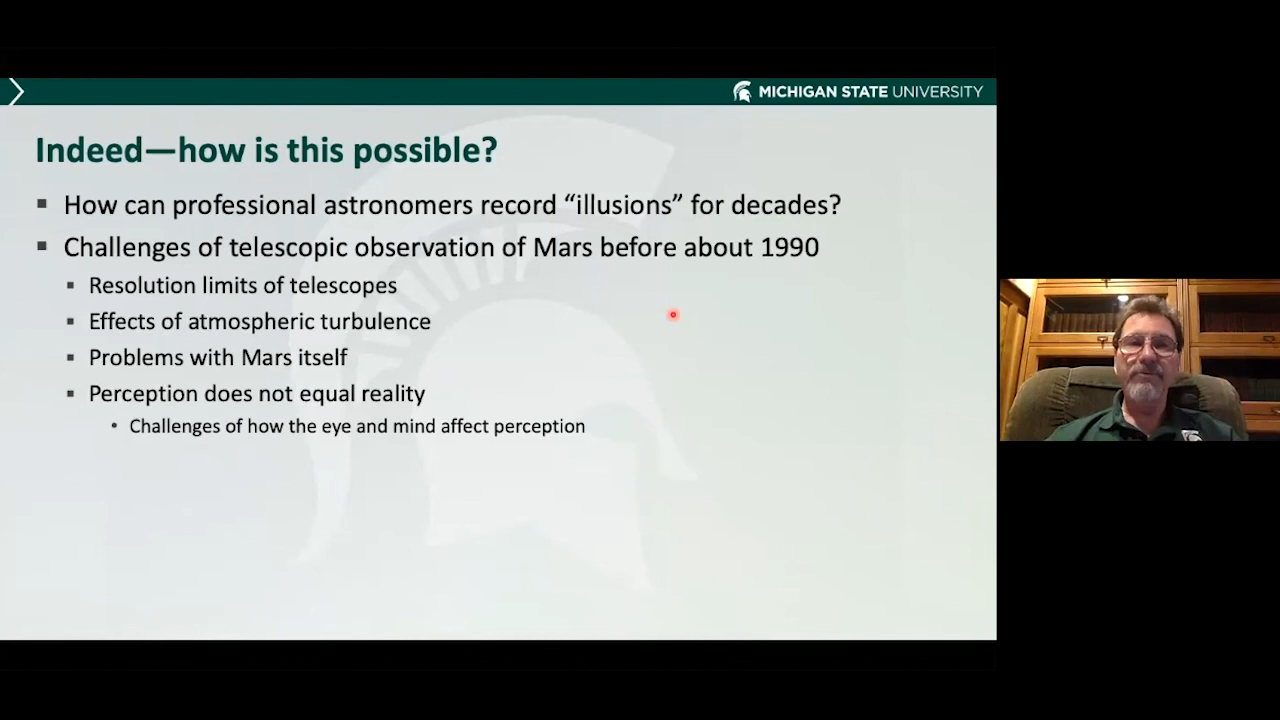 MICHIGAN STATE UNIVERSITY
Indeed—how is this possible?
▪ How can professional astronomers record “illusions” for decades?
▪ Challenges of telescopic observation of Mars before about 1990
▪ Resolution limits of telescopes
▪ Effects of atmospheric turbulence
▪ Problems with Mars itself
▪ Perception does not equal reality
• Challenges of how the eye and mind affect perception